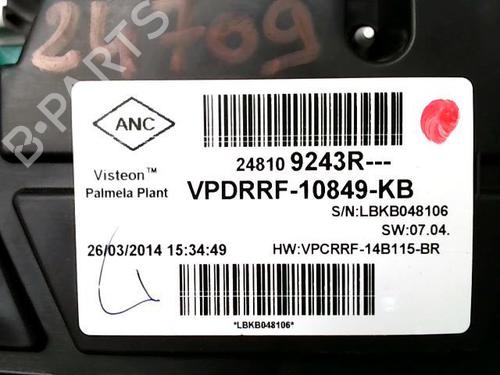 24709
B-PARTS
ANC
Visteon™
Palmela Plant
24810 9243R---
VPDRRF-10849-KB
S/N:LBKB048106
SW:07.04.
26/03/2014 15:34:49
HW:VPCRRF-14B115-BR
*LBKB048106*